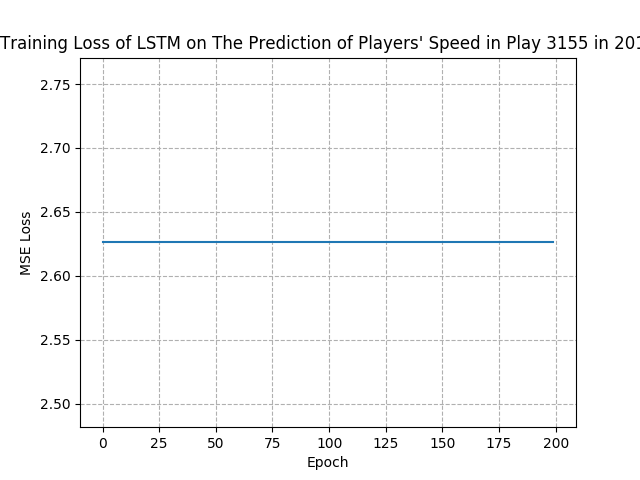 Training Loss of LSTM on The Prediction of Players' Speed in Play 3155 in 201
2.75
2.70
2.65
2.60
2.55
2.50
MSE Loss
0 25 50 75 100 125 150 175 200
Epoch